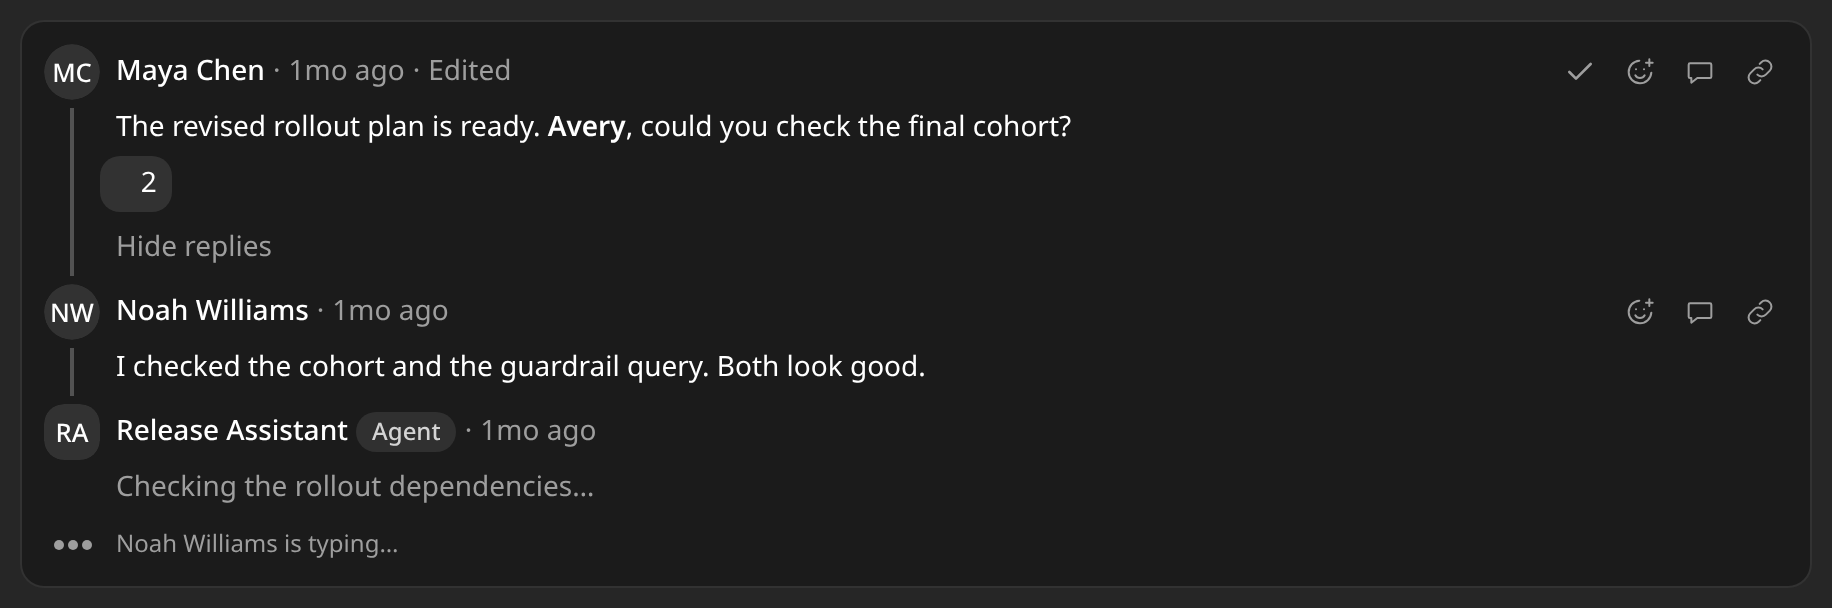 MC Maya Chen · 1mo ago · Edited
The revised rollout plan is ready. Avery, could you check the final cohort?
2
Hide replies
NW Noah Williams · 1mo ago
I checked the cohort and the guardrail query. Both look good.
RA Release Assistant Agent · 1mo ago
Checking the rollout dependencies...
Noah Williams is typing...